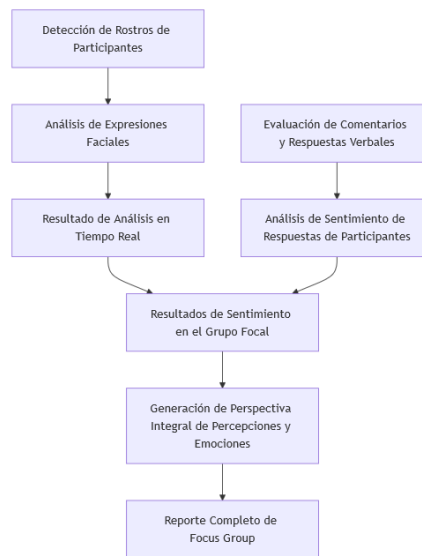 Detección de Rostros de
Participantes
Análisis de Expresiones
Faciales
Evaluación de Comentarios
y Respuestas Verbales
Resultado de Análisis en
Tiempo Real
Análisis de Sentimiento de
Respuestas de Participantes
Resultados de Sentimiento
en el Grupo Focal
Generación de Perspectiva
Integral de Percepciones y
Emociones
Reporte Completo de
Focus Group